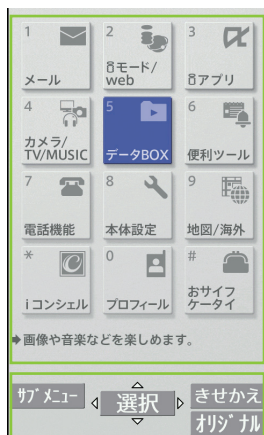 1
メール
2
iモード/
web
3
iアプリ
4
カメラ/
TV/MUSIC
5
データBOX
6
便利ツール
7
電話機能
8
本体設定
9
地図/海外
*
iコンシェル
0
プロフィール
#
おサイフ
ケータイ
➡画像や音楽などを楽しめます。
ｻﾌﾞﾒﾆｭｰ
選択
きせかえ
ｵﾘｼﾞﾅﾙ